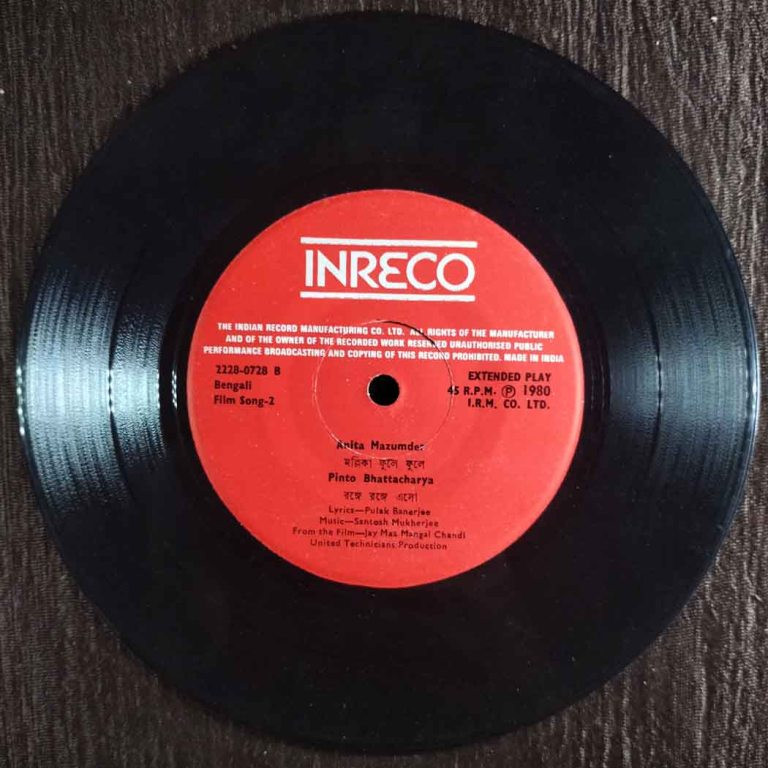 INRECO
THE INDIAN RECORD MANUFACTURING CO. LTD. ALL RIGHTS OF THE MANUFACTURER
AND OF THE OWNER OF THE RECORDED WORK RESERVED UNAUTHORISED PUBLIC
PERFORMANCE BROADCASTING AND COPYING OF THIS RECORD PROHIBITED. MADE IN INDIA
2228-0728 B
Bengali
Film Song-2
EXTENDED PLAY
45 R.P.M. Ⓟ 1980
I.R.M. CO. LTD.
Anita Mazumder
মল্লিকা ফুলে ফুলে
Pinto Bhattacharya
রঙ্গে রঙ্গে এসো
Lyrics—Pulak Banerjee
Music—Santosh Mukherjee
From the Film—Jay Maa Mangal Chandi
United Technicians Production